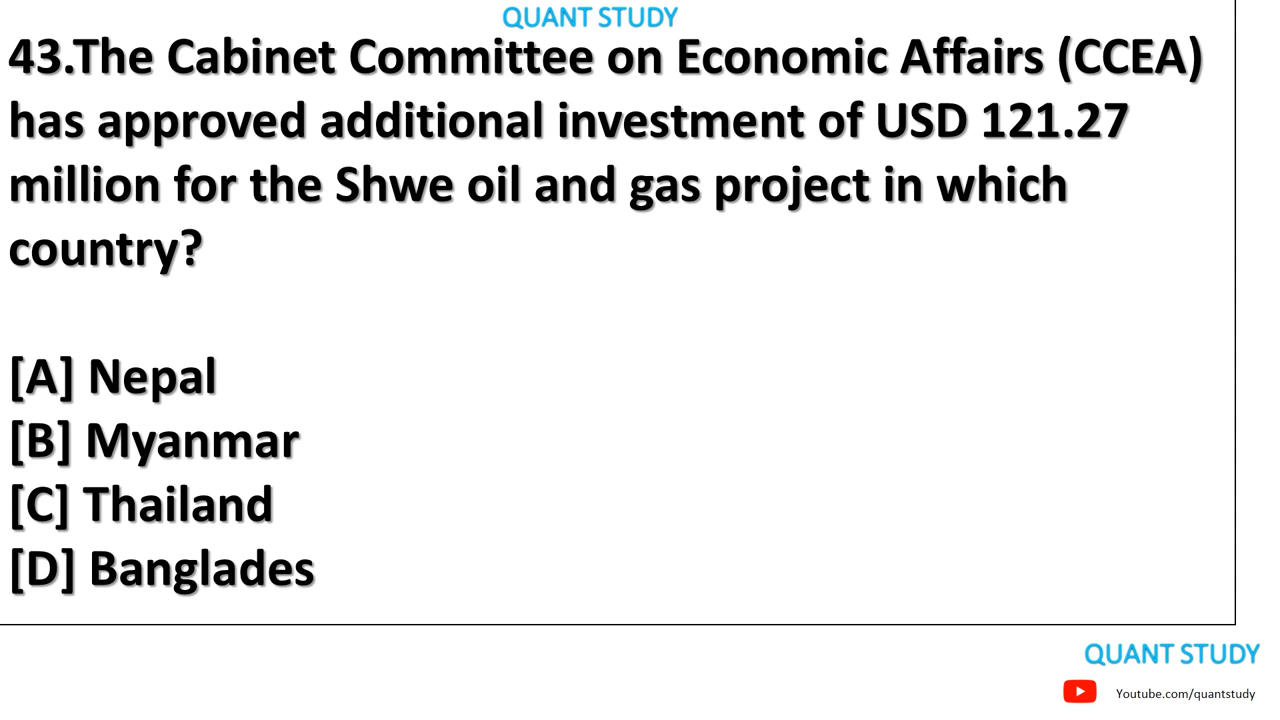 QUANT STUDY
43.The Cabinet Committee on Economic Affairs (CCEA)
has approved additional investment of USD 121.27
million for the Shwe oil and gas project in which
country?
[A] Nepal
[B] Myanmar
[C] Thailand
[D] Banglades
QUANT STUDY
Youtube.com/quantstudy